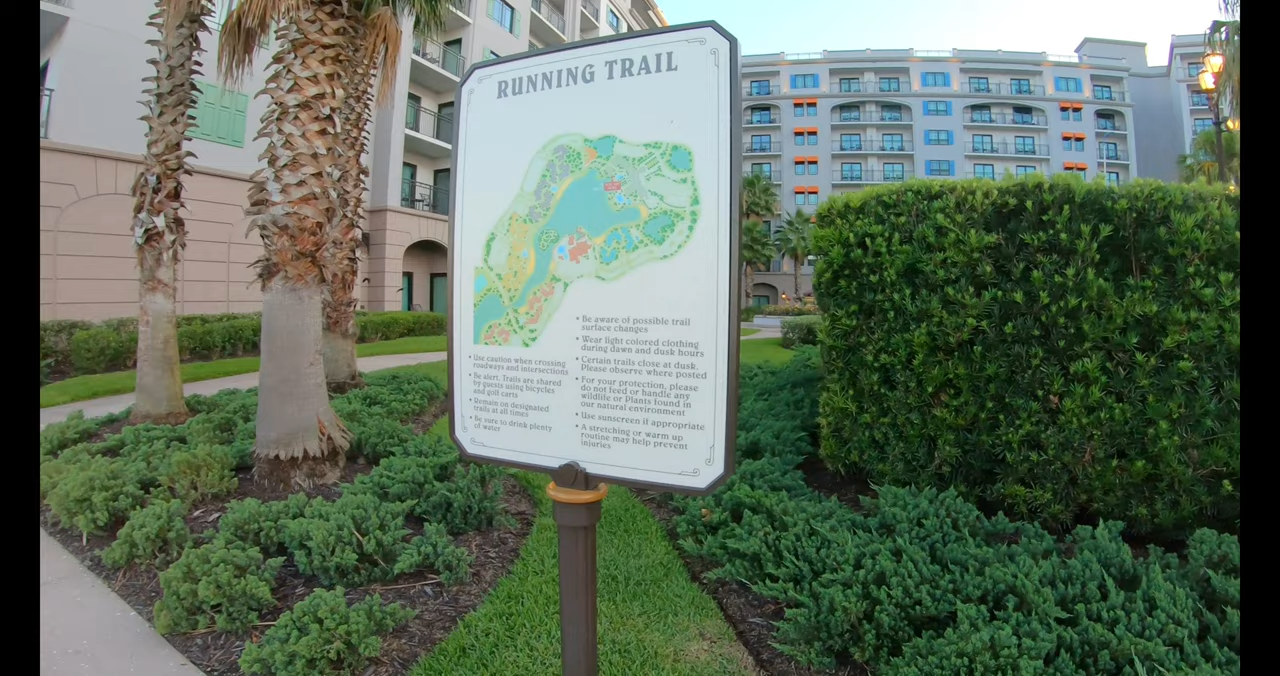 RUNNING TRAIL
• Use caution when crossing
roadways and intersections
• Be alert. Trails are shared
by guests using bicycles
and golf carts
• Remain on designated
trails at all times
• Be sure to drink plenty
of water
• Be aware of possible trail
surface changes
• Wear light colored clothing
during dawn and dusk hours
• Certain trails close at dusk.
Please observe where posted
• For your protection, please
do not feed or handle any
wildlife or Plants found in
our natural environment
• Use sunscreen if appropriate
• A stretching or warm up
routine may help prevent
injuries